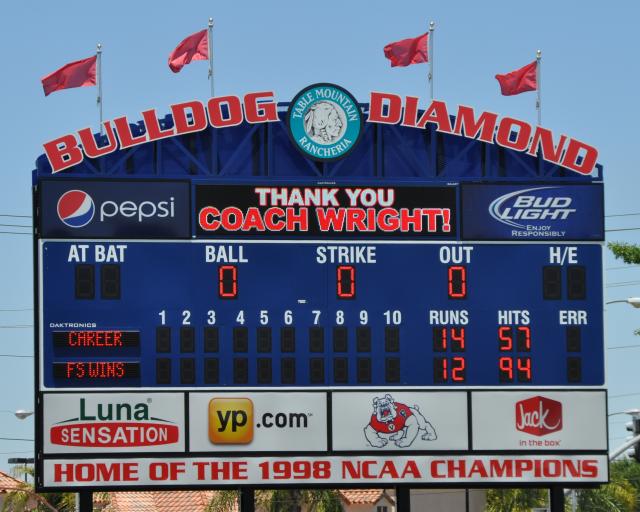 BULLDOG DIAMOND
TABLE MOUNTAIN
RANCHERIA
pepsi
THANK YOU
COACH WRIGHT!
BUD
LIGHT
ENJOY
RESPONSIBLY
AT BAT BALL STRIKE OUT H/E
0 0 0
DAKTRONICS 1 2 3 4 5 6 7 8 9 10 RUNS HITS ERR
CAREER 14 57
FS WINS 12 94
Luna
SENSATION
yp.com
Jack
in the box
HOME OF THE 1998 NCAA CHAMPIONS